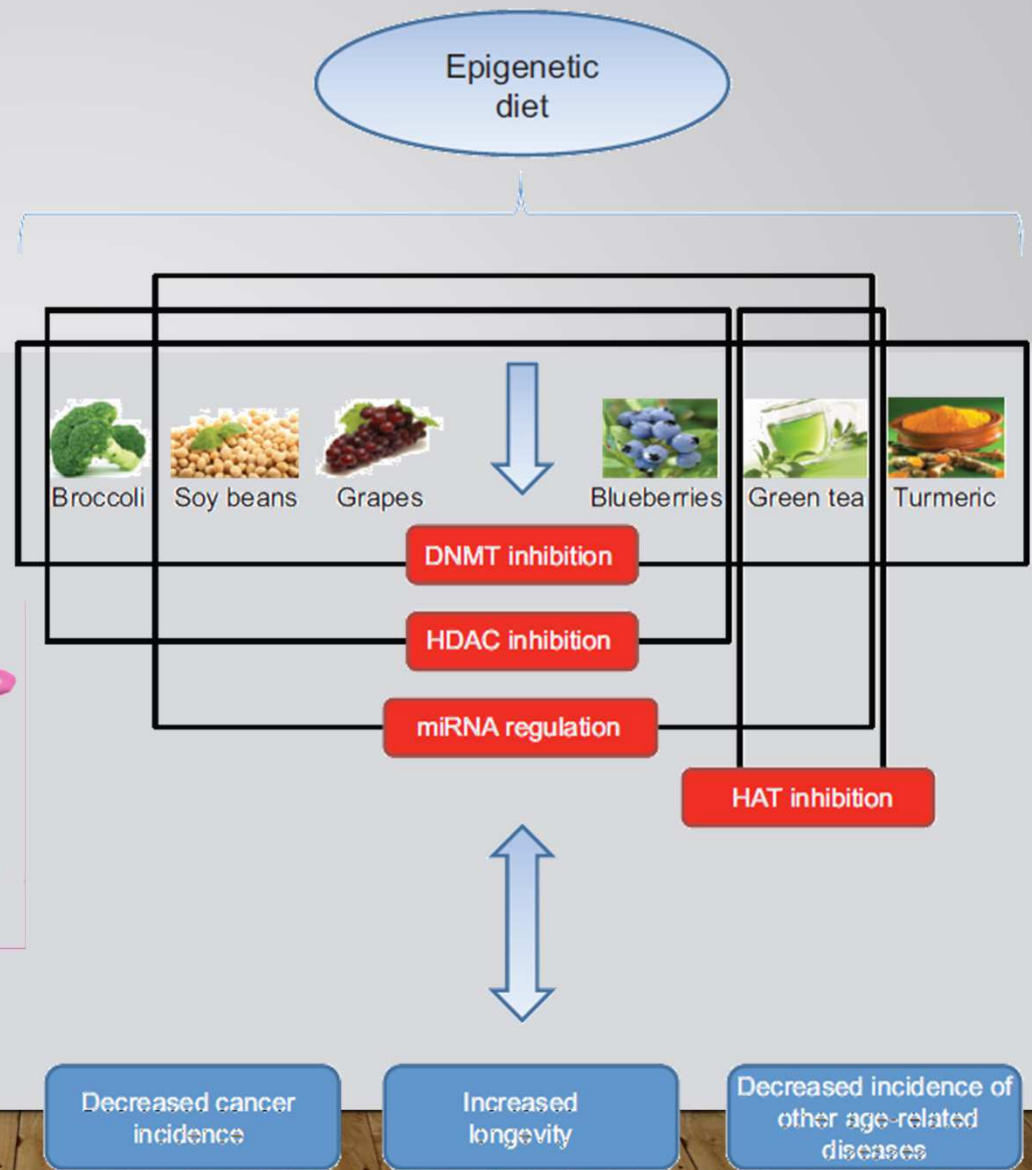 Epigenetic
diet
Broccoli
Soy beans
Grapes
Blueberries
Green tea
Turmeric
DNMT inhibition
HDAC inhibition
miRNA regulation
HAT inhibition
Decreased cancer
incidence
Increased
longevity
Decreased incidence of
other age-related
diseases